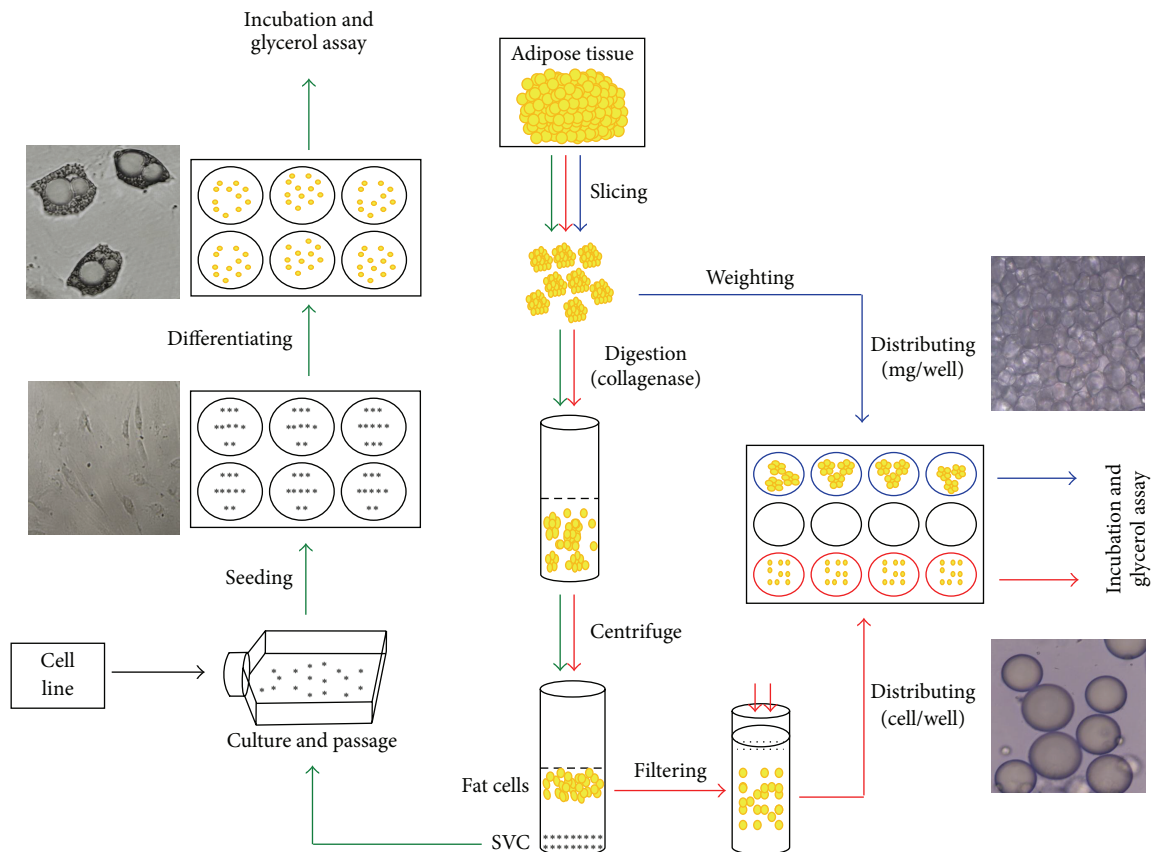 Incubation and
glycerol assay
Adipose tissue
Slicing
Weighting
Differentiating
Digestion
(collagenase)
Distributing
(mg/well)
Incubation and
glycerol assay
Seeding
Centrifuge
Cell
line
Culture and passage
Distributing
(cell/well)
Fat cells
Filtering
SVC